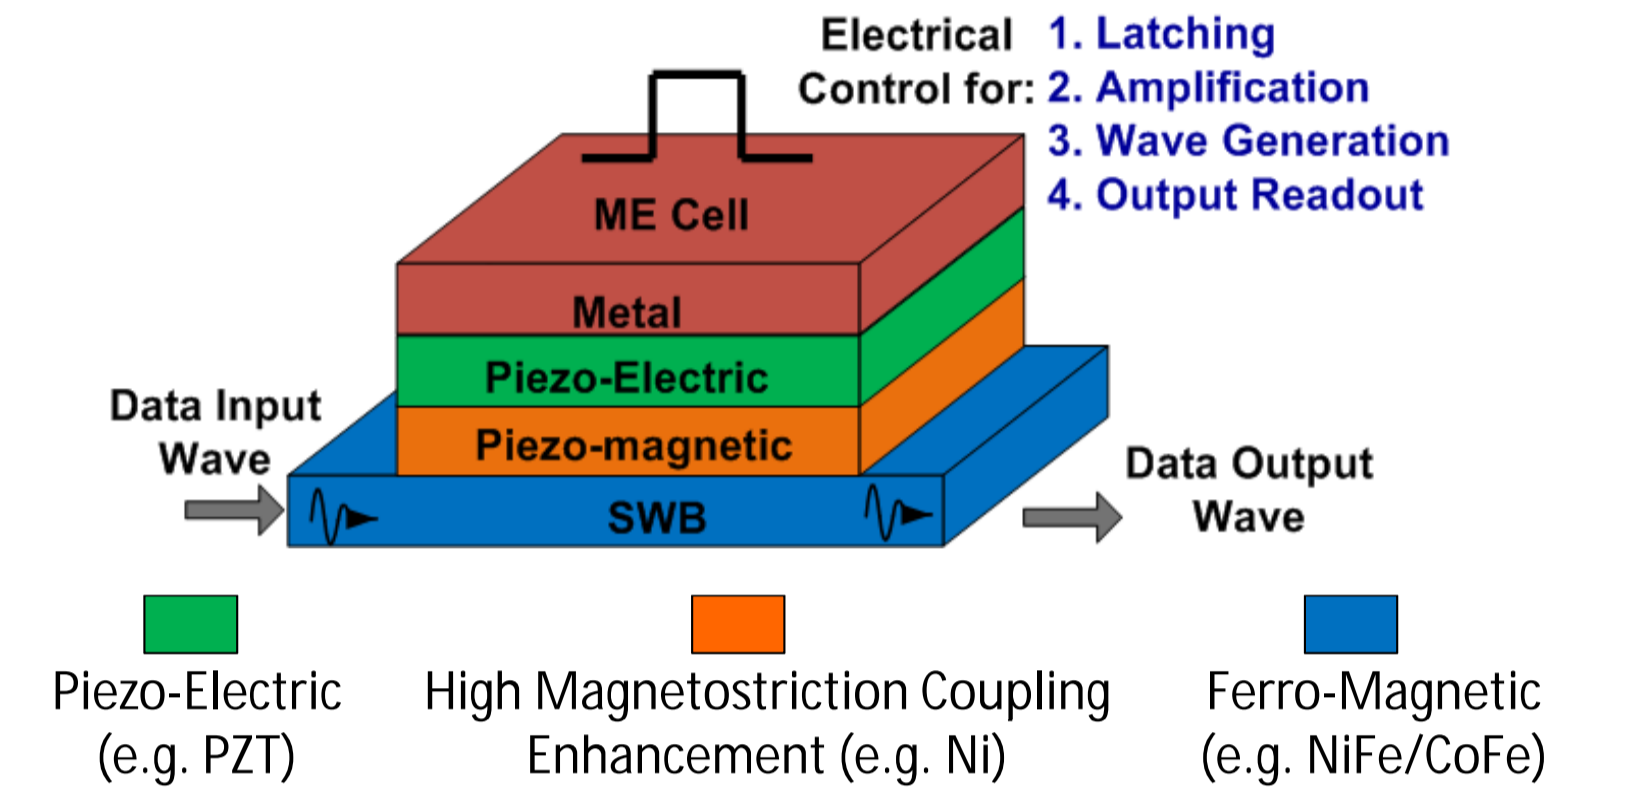 Electrical
Control for:
1. Latching
2. Amplification
3. Wave Generation
4. Output Readout
ME Cell
Metal
Piezo-Electric
Piezo-magnetic
SWB
Data Input
Wave
Data Output
Wave
Piezo-Electric
(e.g. PZT)
High Magnetostriction Coupling
Enhancement (e.g. Ni)
Ferro-Magnetic
(e.g. NiFe/CoFe)